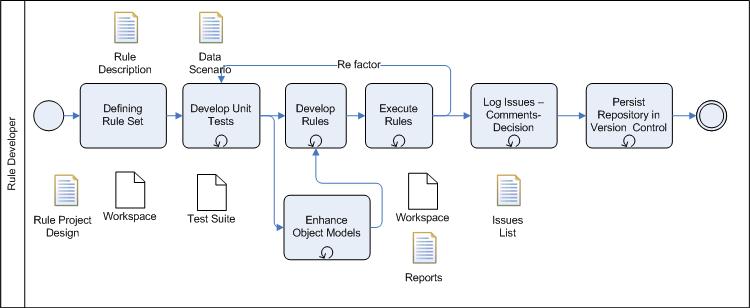 Rule Developer
Rule
Description
Data
Scenario
Re factor
Defining
Rule Set
Develop Unit
Tests
Develop
Rules
Execute
Rules
Log Issues –
Comments-
Decision
Persist
Repository in
Version Control
Rule Project
Design
Workspace
Test Suite
Enhance
Object Models
Workspace
Issues
List
Reports